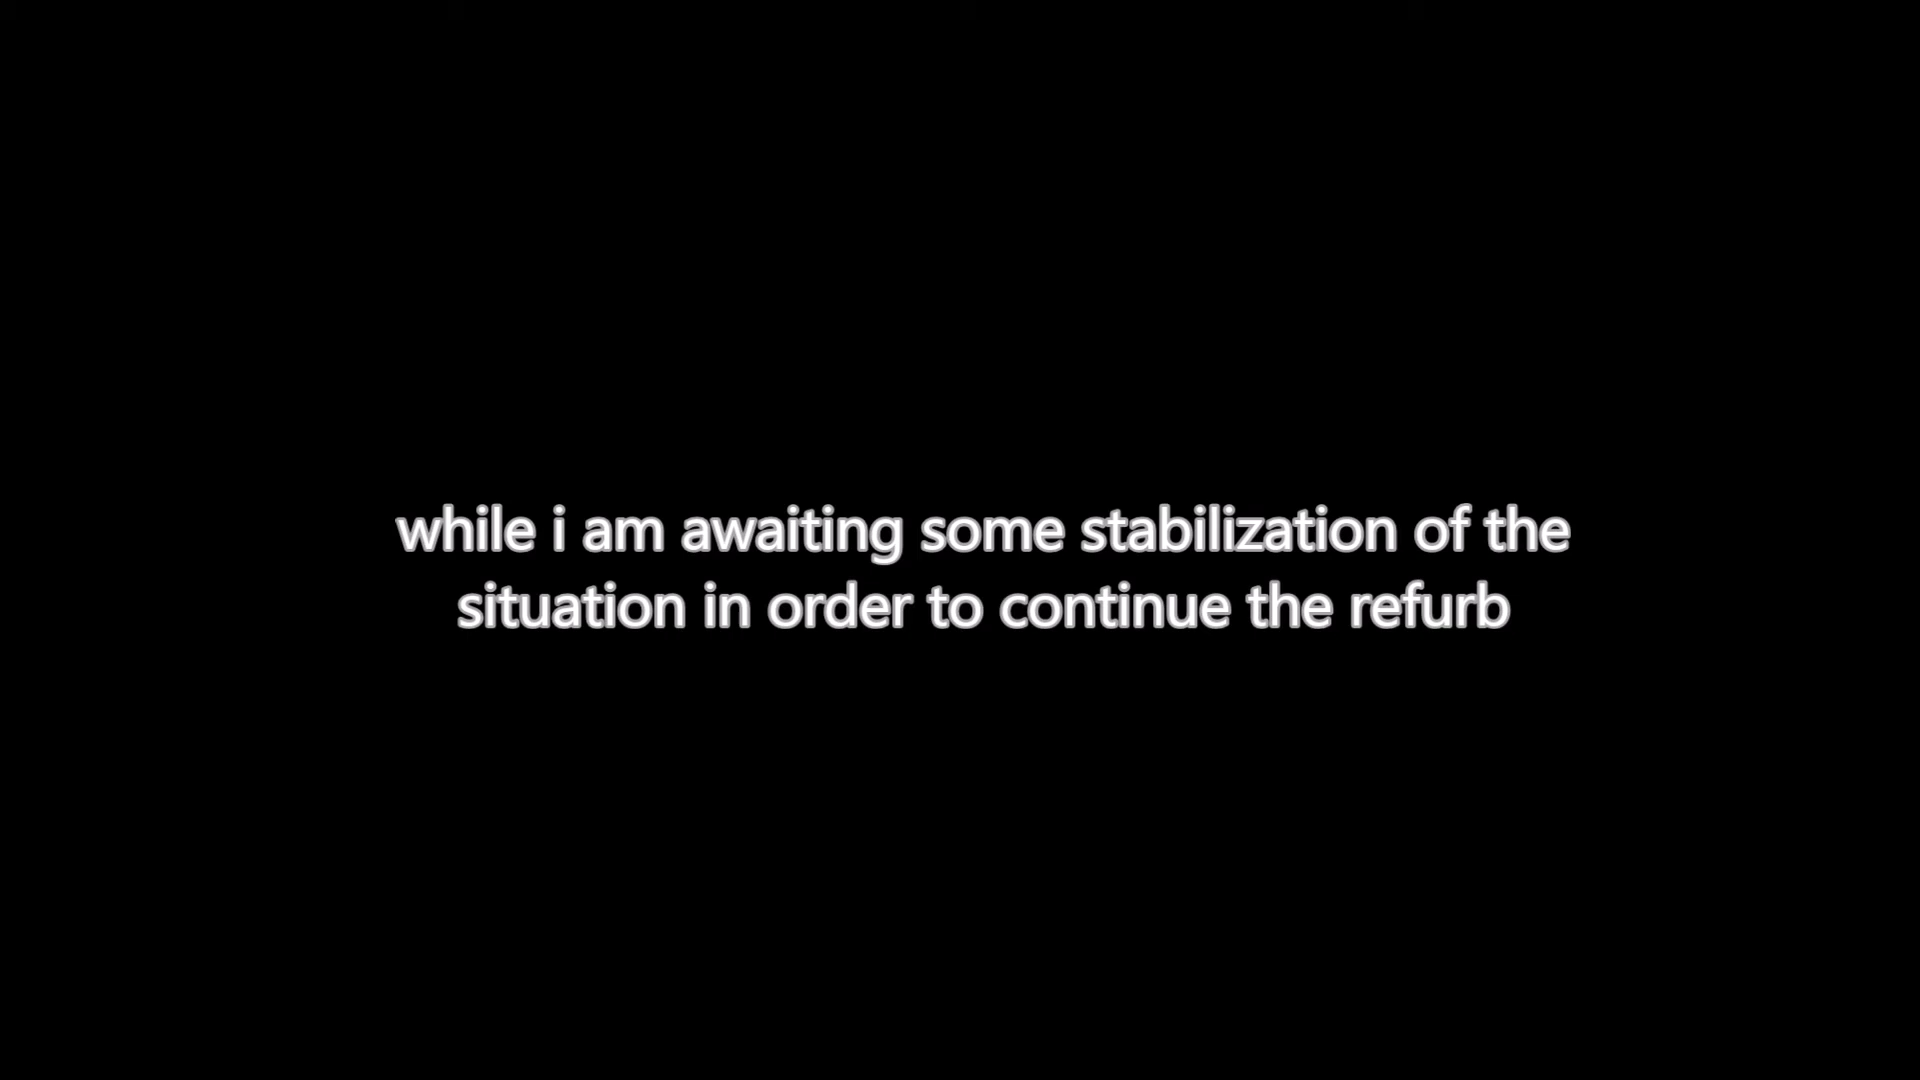 while i am awaiting some stabilization of the
situation in order to continue the refurb